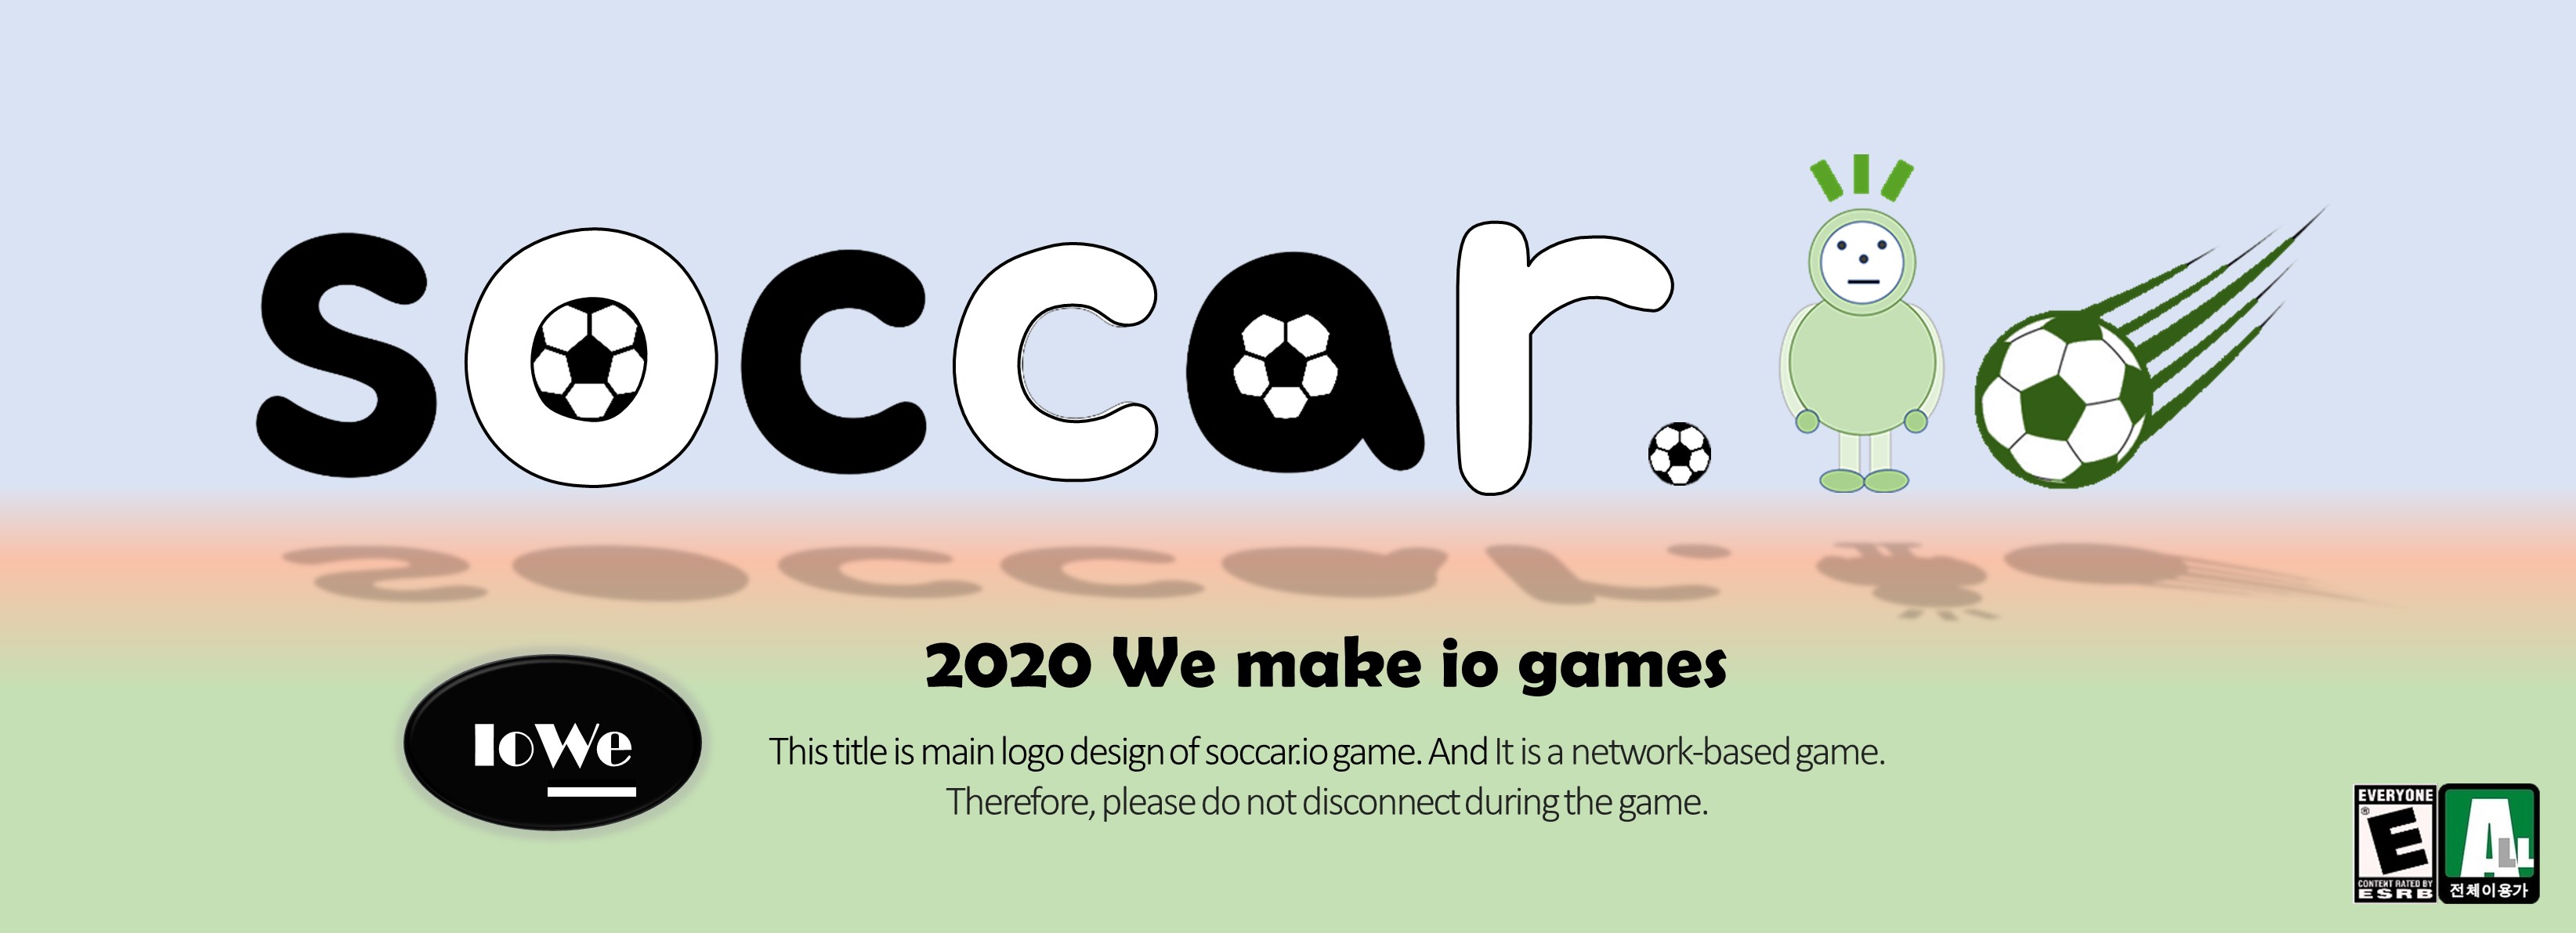 soccar.io
2020 We make io games
IoWe
This title is main logo design of soccar.io game. And It is a network-based game.
Therefore, please do not disconnect during the game.
EVERYONE
E
®
CONTENT RATED BY
ESRB
ALL
전체이용가